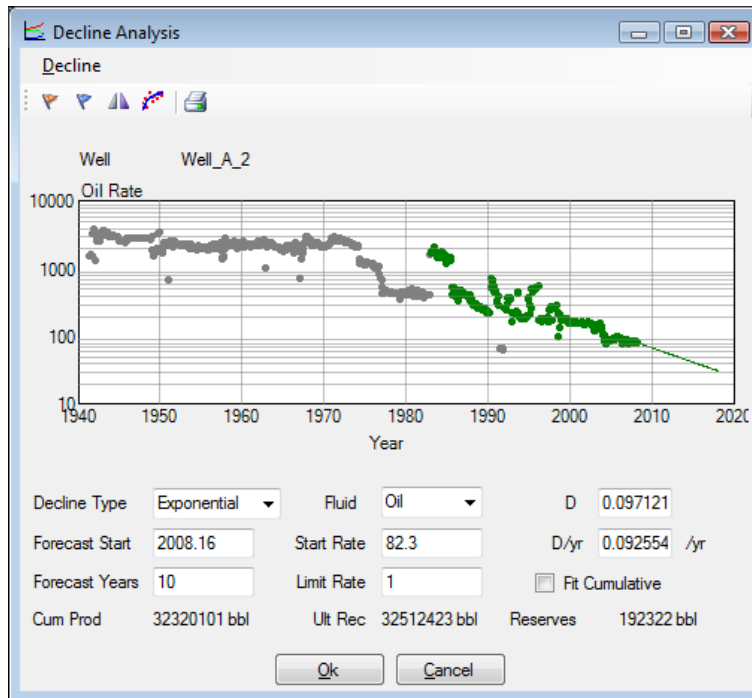 Decline Analysis
Decline
Well Well_A_2
Oil Rate
10000
1000
100
10
1940 1950 1960 1970 1980 1990 2000 2010 2020
Year
Decline Type Exponential Fluid Oil D 0.097121
Forecast Start 2008.16 Start Rate 82.3 D/yr 0.092554 /yr
Forecast Years 10 Limit Rate 1 Fit Cumulative
Cum Prod 32320101 bbl Ult Rec 32512423 bbl Reserves 192322 bbl
Ok Cancel